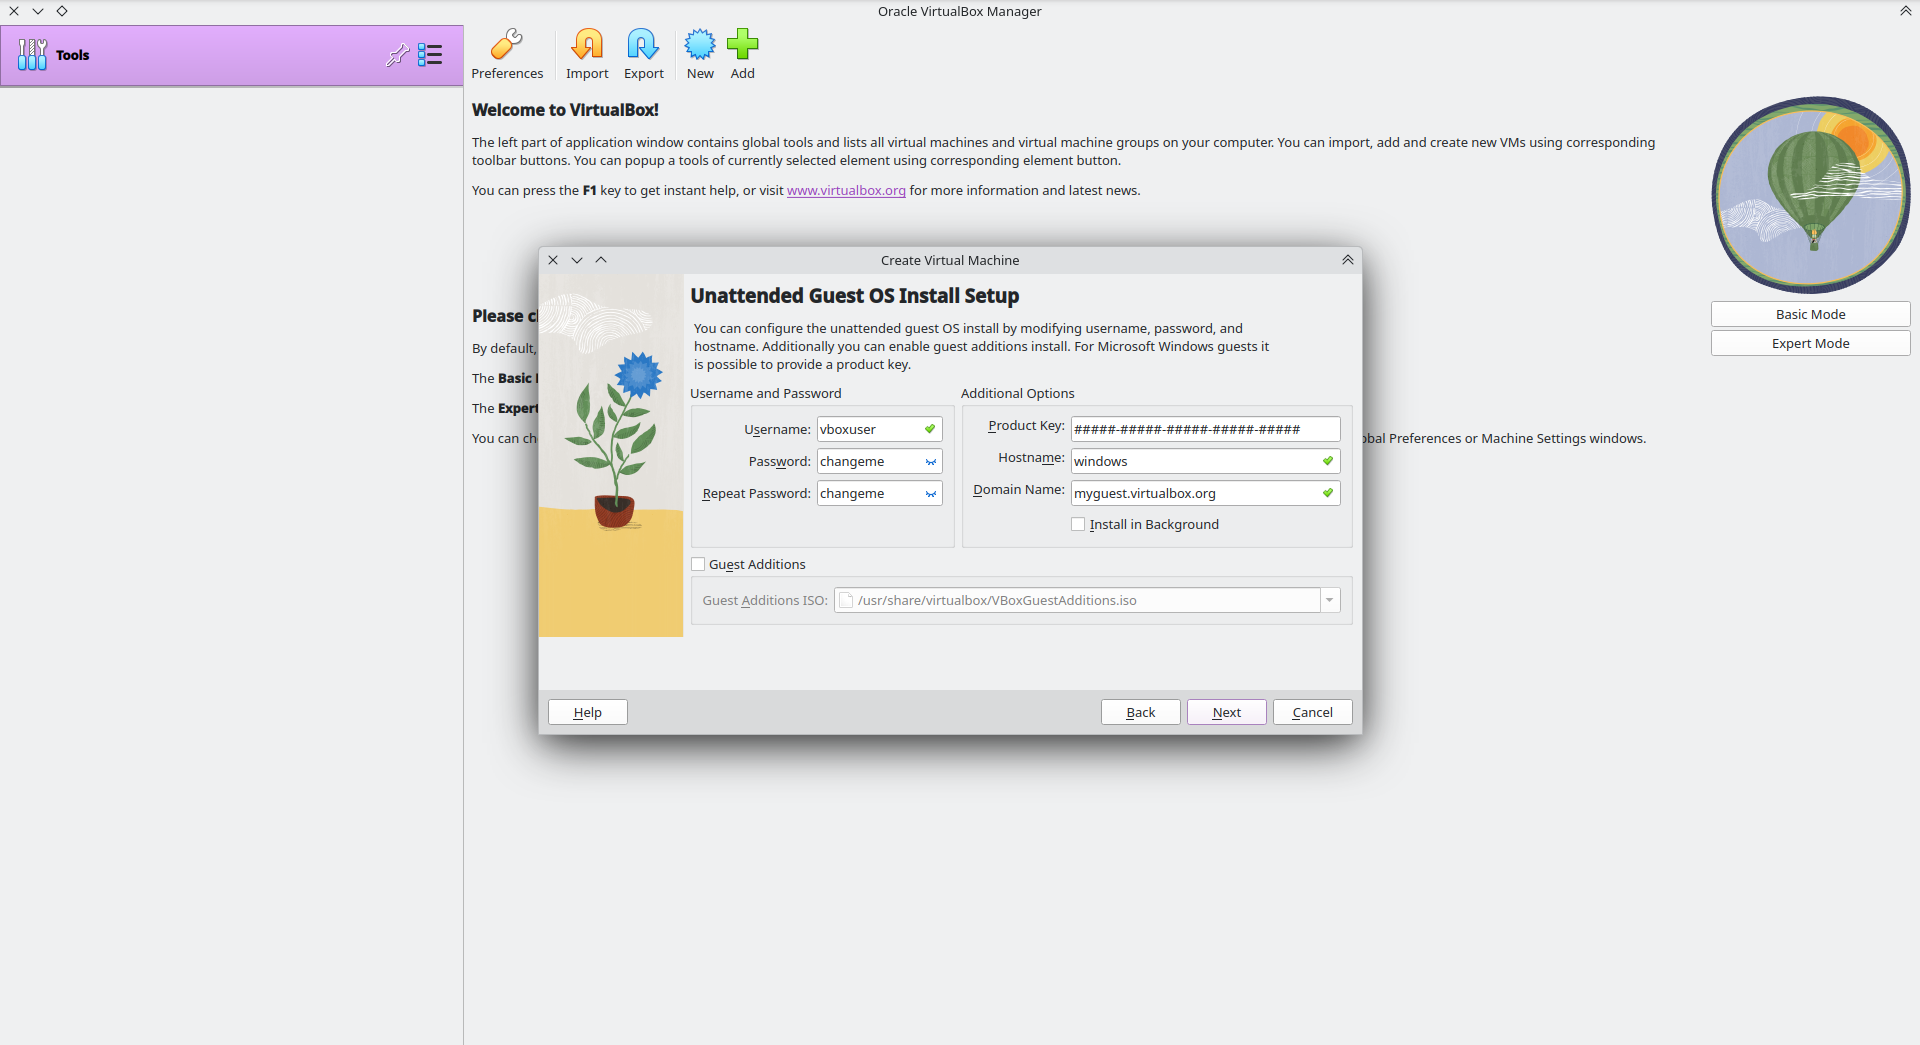 Oracle VirtualBox Manager
Tools
Preferences
Import
Export
New
Add
Welcome to VirtualBox!
The left part of application window contains global tools and lists all virtual machines and virtual machine groups on your computer. You can import, add and create new VMs using corresponding
toolbar buttons. You can popup a tools of currently selected element using corresponding element button.
You can press the F1 key to get instant help, or visit www.virtualbox.org for more information and latest news.
Please
By default,
The Basic
The Expert
You can
Preferences or Machine Settings windows.
Basic Mode
Expert Mode
Create Virtual Machine
Unattended Guest OS Install Setup
You can configure the unattended guest OS install by modifying username, password, and
hostname. Additionally you can enable guest additions install. For Microsoft Windows guests it
is possible to provide a product key.
Username and Password
Username: vboxuser
Password: changeme
Repeat Password: changeme
Additional Options
Product Key: #####-#####-#####-#####-#####
Hostname: windows
Domain Name: myguest.virtualbox.org
Install in Background
Guest Additions
Guest Additions ISO: /usr/share/virtualbox/VBoxGuestAdditions.iso
Help
Back
Next
Cancel